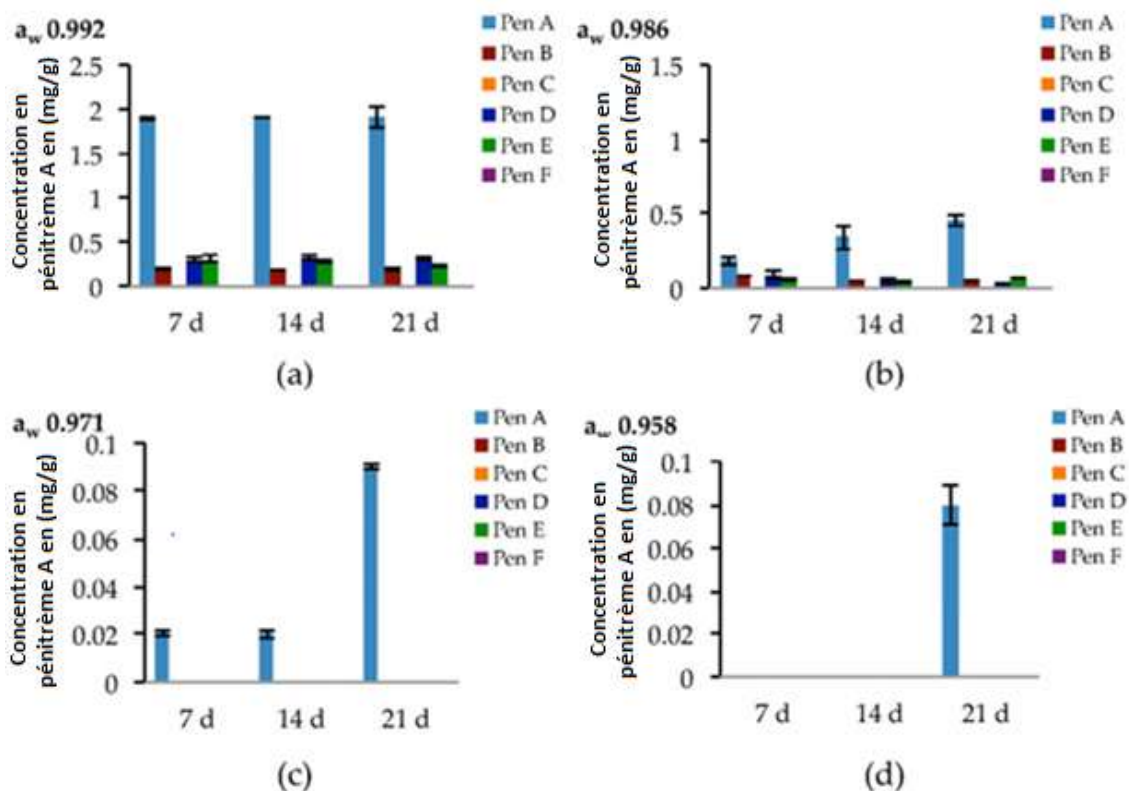 a_w 0.992
Concentration en
pénitrème A en (mg/g)
2.5
2
1.5
1
0.5
0
7 d 14 d 21 d
Pen A
Pen B
Pen C
Pen D
Pen E
Pen F
(a)
a_w 0.986
Concentration en
pénitrème A en (mg/g)
1.5
1
0.5
0
7 d 14 d 21 d
Pen A
Pen B
Pen C
Pen D
Pen E
Pen F
(b)
a_w 0.971
Concentration en
pénitrème A en (mg/g)
0.1
0.08
0.06
0.04
0.02
0
7 d 14 d 21 d
Pen A
Pen B
Pen C
Pen D
Pen E
Pen F
(c)
a_w 0.958
Concentration en
pénitrème A en (mg/g)
0.1
0.08
0.06
0.04
0.02
0
7 d 14 d 21 d
Pen A
Pen B
Pen C
Pen D
Pen E
Pen F
(d)